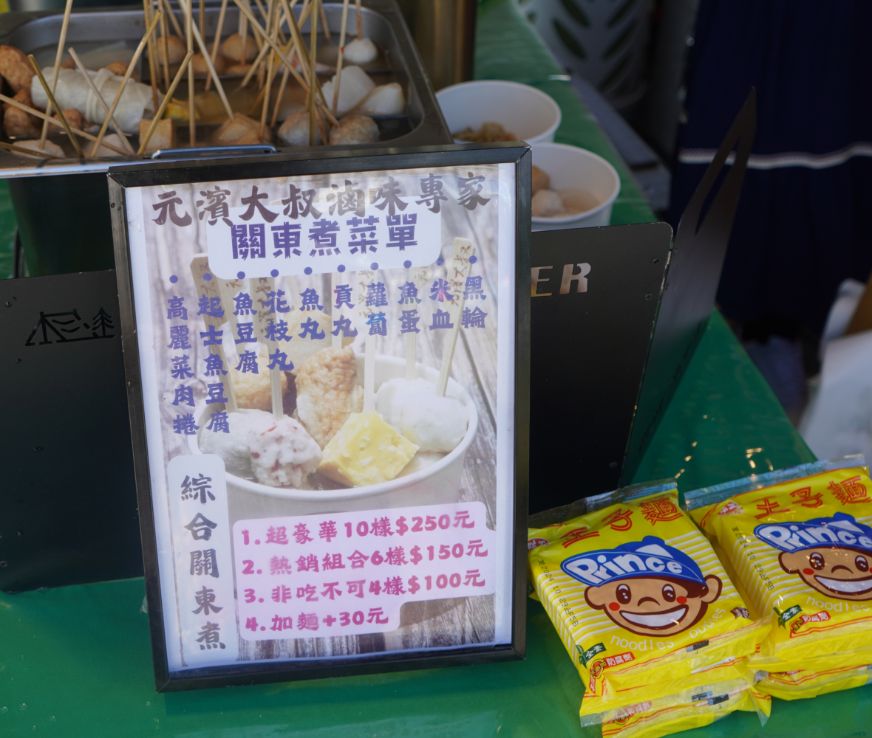 元濱大叔滷味專家
關東煮菜單
黑輪
米血
魚蛋
蘿蔔
貢丸
魚丸
花枝丸
魚豆腐
起士魚豆腐
高麗菜肉捲
綜合關東煮
1. 超豪華10樣$250元
2. 熱銷組合6樣$150元
3. 非吃不可4樣$100元
4. 加麵+30元
ER
王子麵
Prince
noodles
王子麵
Prince
noodles